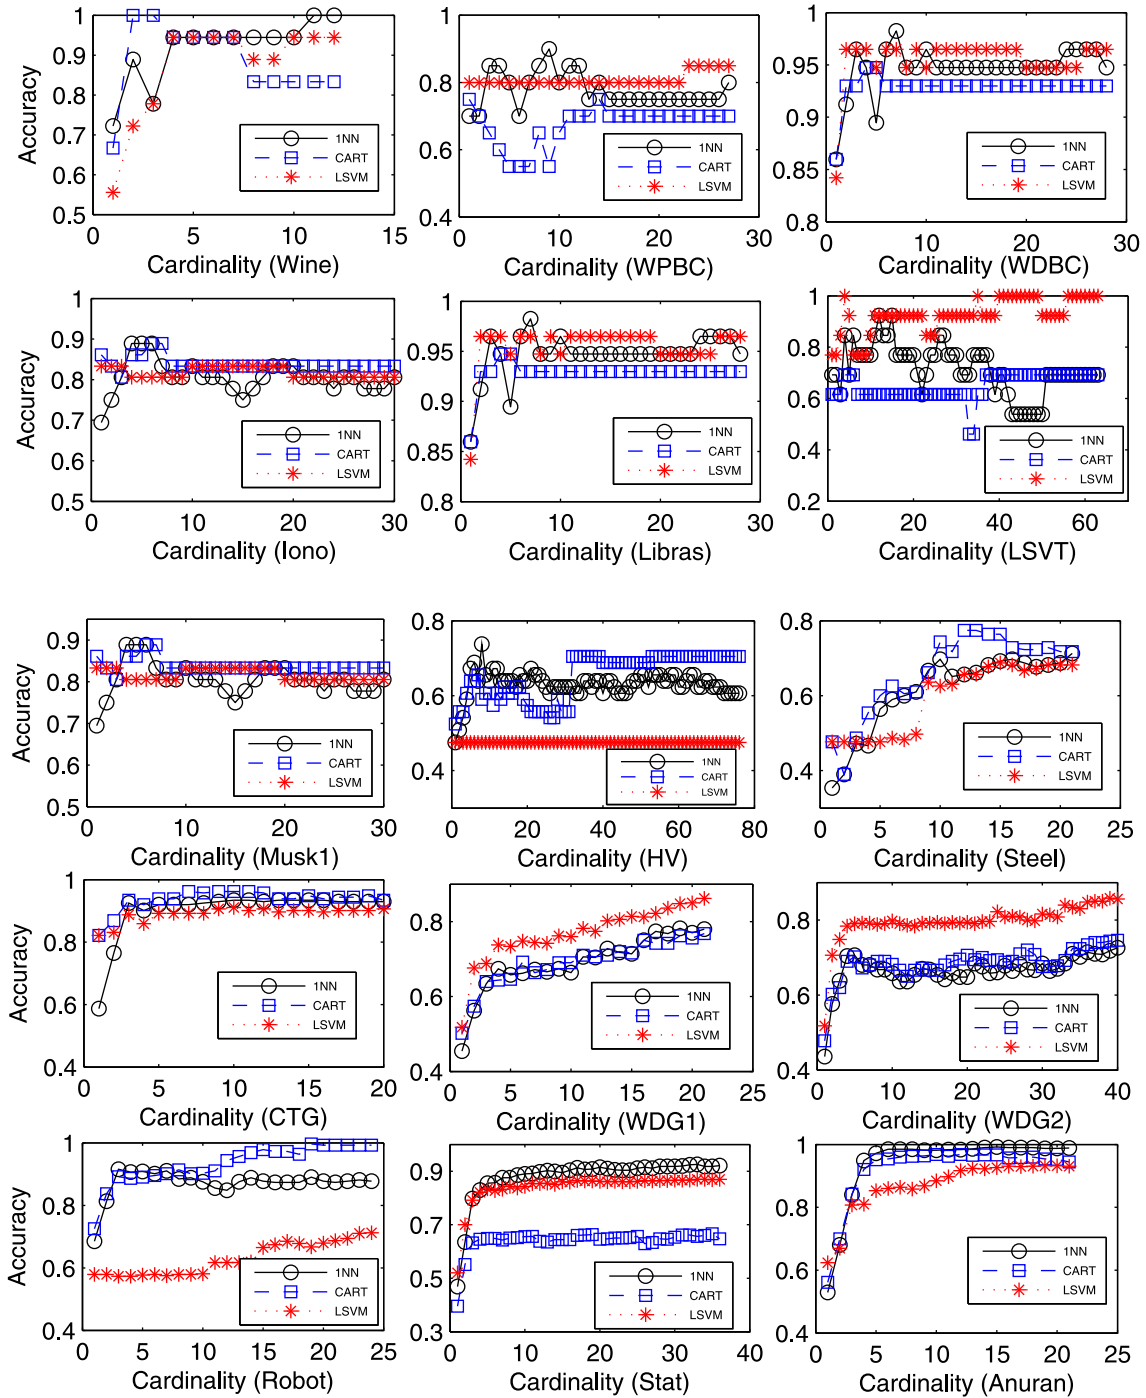 Accuracy
1
0.9
0.8
0.7
0.6
0.5
0 5 10 15
Cardinality (Wine)
1NN
CART
LSVM
1
0.8
0.6
0.4
0 10 20 30
Cardinality (WPBC)
1NN
CART
LSVM
1
0.95
0.9
0.85
0.8
0 10 20 30
Cardinality (WDBC)
1NN
CART
LSVM
Accuracy
1
0.9
0.8
0.7
0.6
0.5
0 10 20 30
Cardinality (Iono)
1NN
CART
LSVM
1
0.95
0.9
0.85
0.8
0 10 20 30
Cardinality (Libras)
1NN
CART
LSVM
1
0.8
0.6
0.4
0.2
0 20 40 60
Cardinality (LSVT)
1NN
CART
LSVM
Accuracy
0.9
0.8
0.7
0.6
0.5
0 10 20 30
Cardinality (Musk1)
1NN
CART
LSVM
0.8
0.6
0.4
0 20 40 60 80
Cardinality (HV)
1NN
CART
LSVM
0.8
0.6
0.4
0 5 10 15 20 25
Cardinality (Steel)
1NN
CART
LSVM
Accuracy
1
0.8
0.6
0.4
0 5 10 15 20
Cardinality (CTG)
1NN
CART
LSVM
0.8
0.6
0.4
0 5 10 15 20 25
Cardinality (WDG1)
1NN
CART
LSVM
0.8
0.6
0.4
0 10 20 30 40
Cardinality (WDG2)
1NN
CART
LSVM
Accuracy
1
0.8
0.6
0.4
0 5 10 15 20 25
Cardinality (Robot)
1NN
CART
LSVM
0.9
0.7
0.5
0.3
0 10 20 30 40
Cardinality (Stat)
1NN
CART
LSVM
1
0.8
0.6
0.4
0 5 10 15 20 25
Cardinality (Anuran)
1NN
CART
LSVM